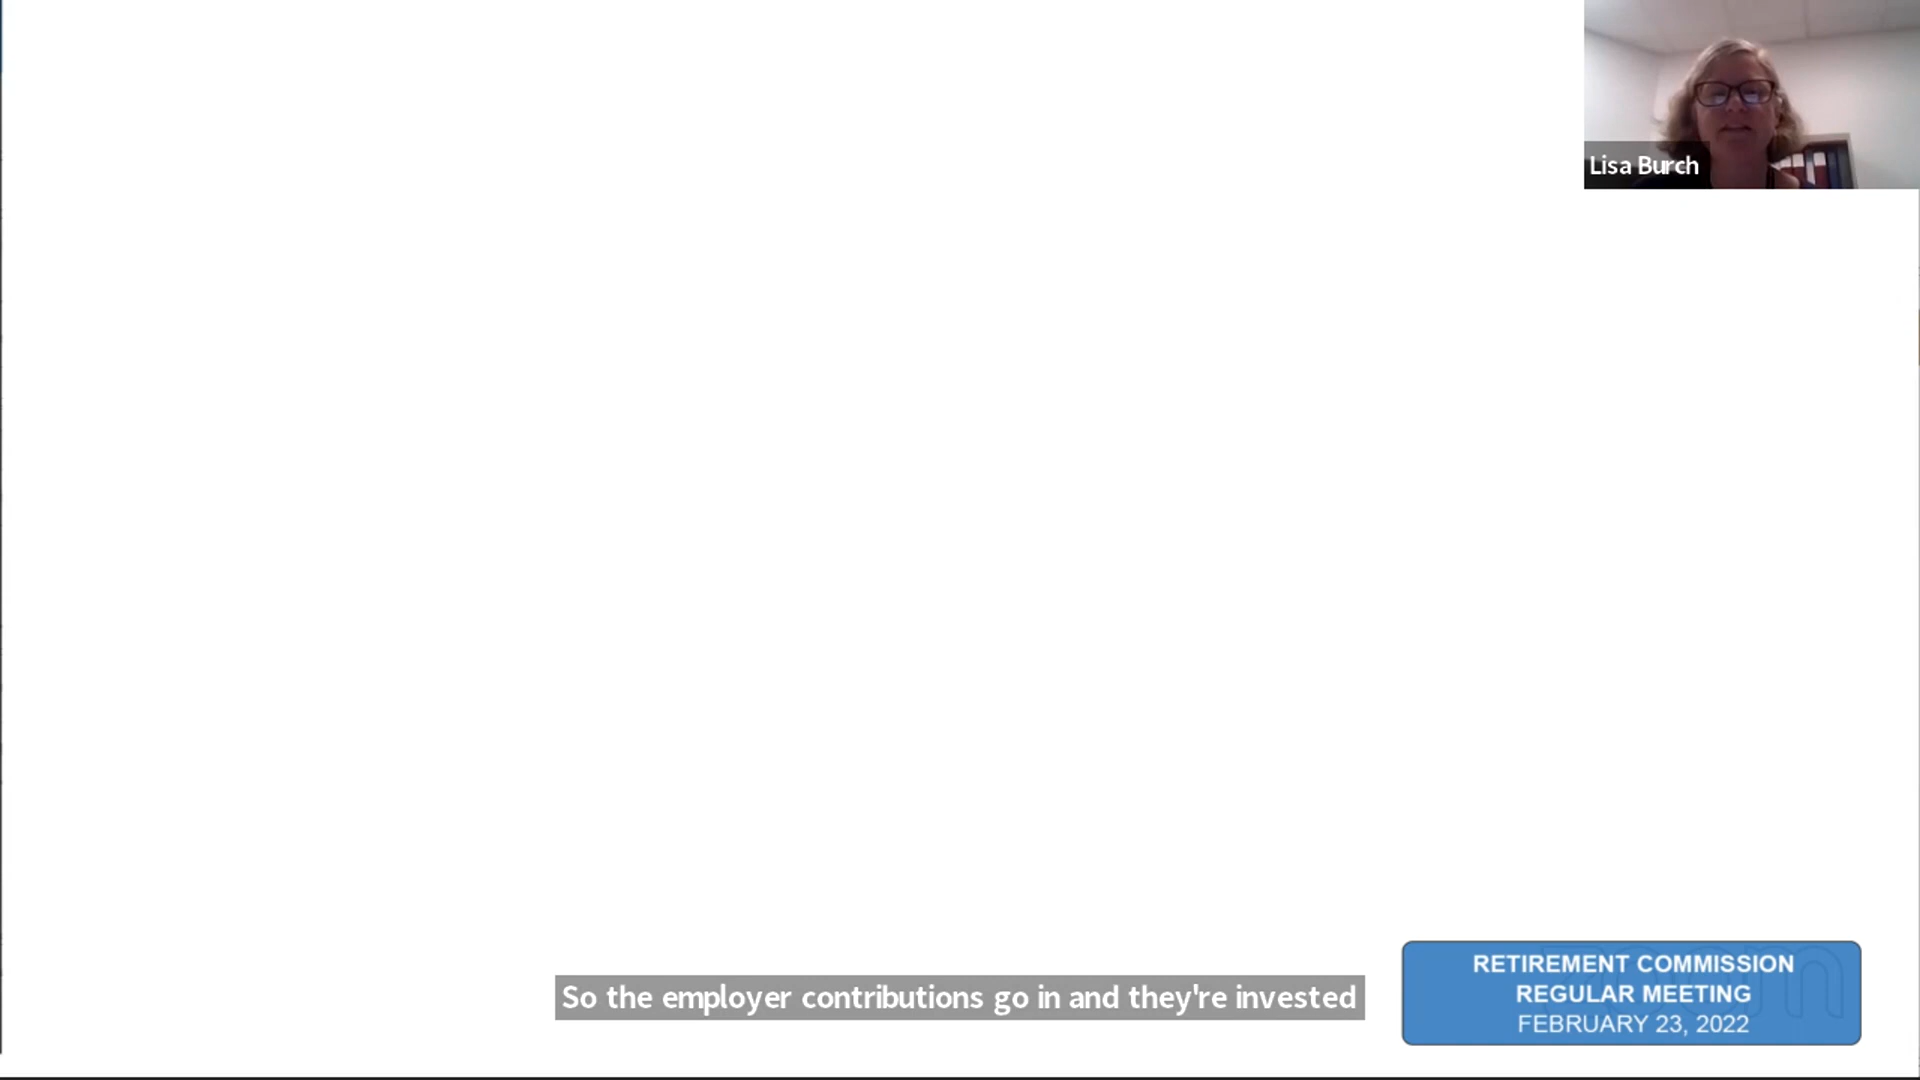 Lisa Burch
So the employer contributions go in and they're invested
RETIREMENT COMMISSION
REGULAR MEETING
FEBRUARY 23, 2022
zoom